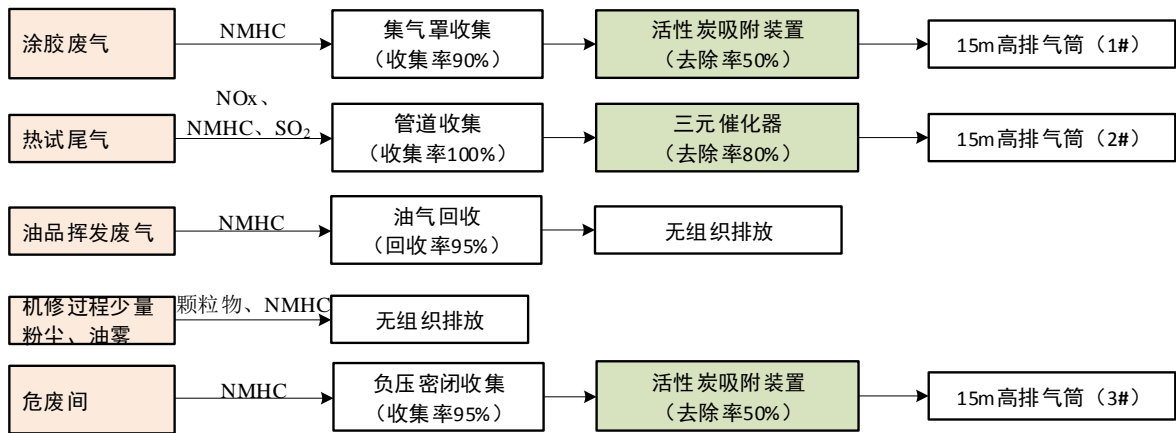 涂胶废气
NMHC
集气罩收集
（收集率90%）
活性炭吸附装置
（去除率50%）
15m高排气筒（1#）
热试尾气
NOx、
NMHC、SO₂
管道收集
（收集率100%）
三元催化器
（去除率80%）
15m高排气筒（2#）
油品挥发废气
NMHC
油气回收
（回收率95%）
无组织排放
机修过程少量
粉尘、油雾
颗粒物、NMHC
无组织排放
危废间
NMHC
负压密闭收集
（收集率95%）
活性炭吸附装置
（去除率50%）
15m高排气筒（3#）